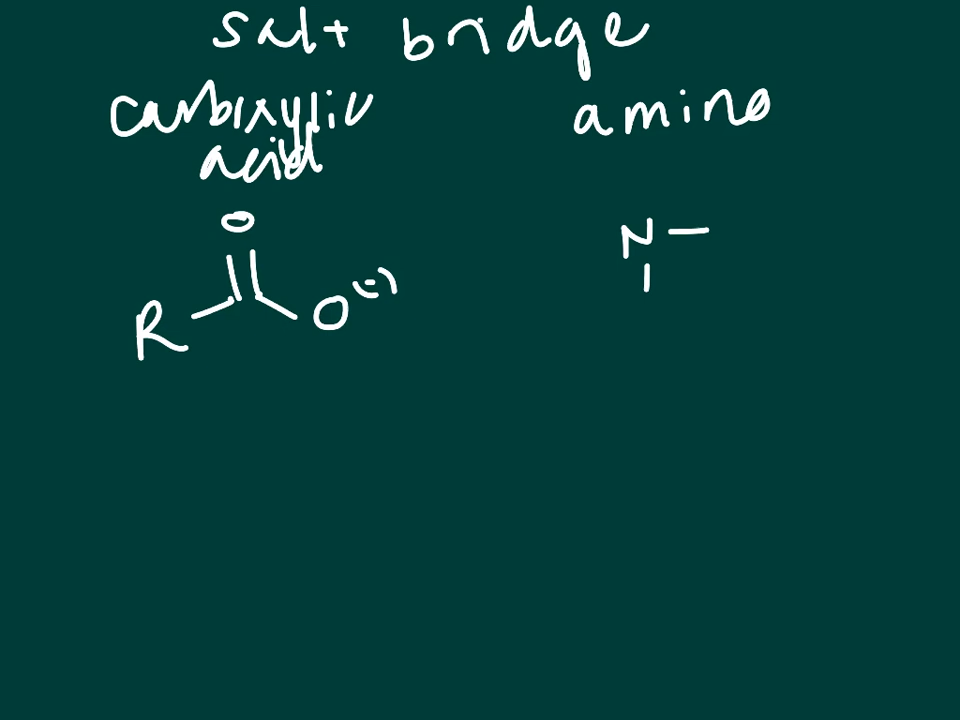 salt bridge
carboxylic amino
acid
O
N
R O (-)